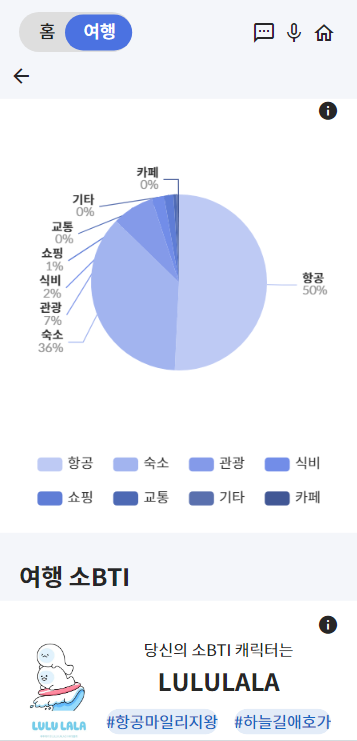 홈 여행
카페
0%
기타
0%
교통
0%
쇼핑
1%
식비
2%
관광
7%
숙소
36%
항공
50%
항공 숙소 관광 식비
쇼핑 교통 기타 카페
여행 소BTI
당신의 소BTI 캐릭터는
LULULALA
#항공마일리지왕 #하늘길애호가
LULU LALA